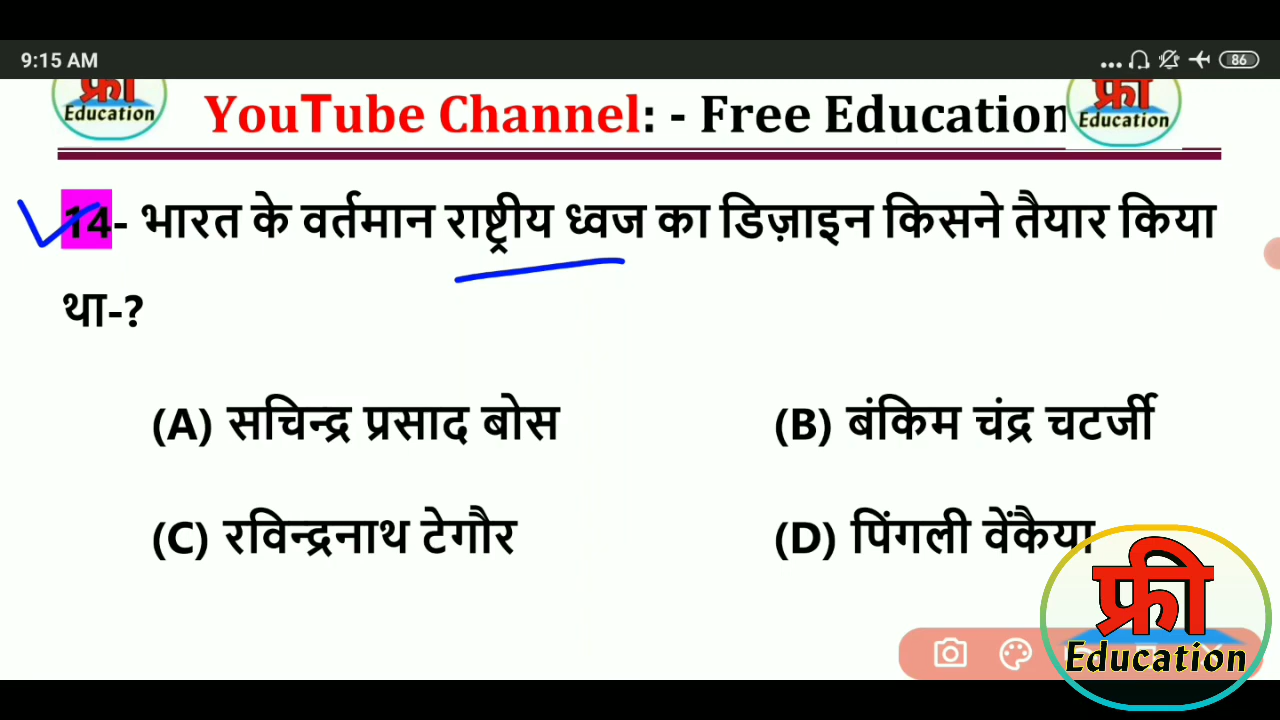 9:15 AM
86
फ्री
Education
YouTube Channel: - Free Education
फ्री
Education
14- भारत के वर्तमान राष्ट्रीय ध्वज का डिज़ाइन किसने तैयार किया
था-?
(A) सचिन्द्र प्रसाद बोस
(B) बंकिम चंद्र चटर्जी
(C) रविन्द्रनाथ टेगौर
(D) पिंगली वेंकैया
फ्री
Education